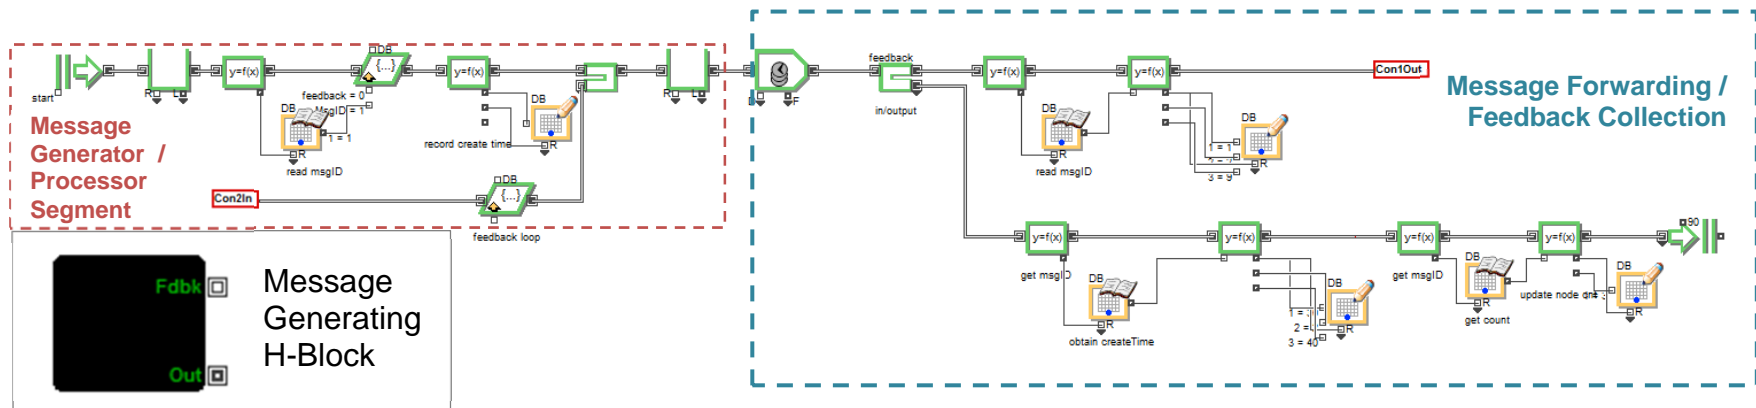 DB
DB
y=f(x)
{...}
y=f(x)
start
R
L
feedback = 0
MsgID = 1
DB
1 = 1
R
read msgID
DB
record create time
R
R
L
Message
Generator /
Processor
Segment
Con2In
DB
{...}
feedback loop
Fdbk
Out
Message
Generating
H-Block
F
feedback
in/output
y=f(x)
y=f(x)
Con1Out
Message Forwarding /
Feedback Collection
DB
R
read msgID
DB
1 = 1
3 = 9
R
y=f(x)
y=f(x)
y=f(x)
y=f(x)
90
get msgID
DB
R
obtain createTime
DB
2 =
3 = 40
R
get msgID
DB
R
get count
update node
DB
R